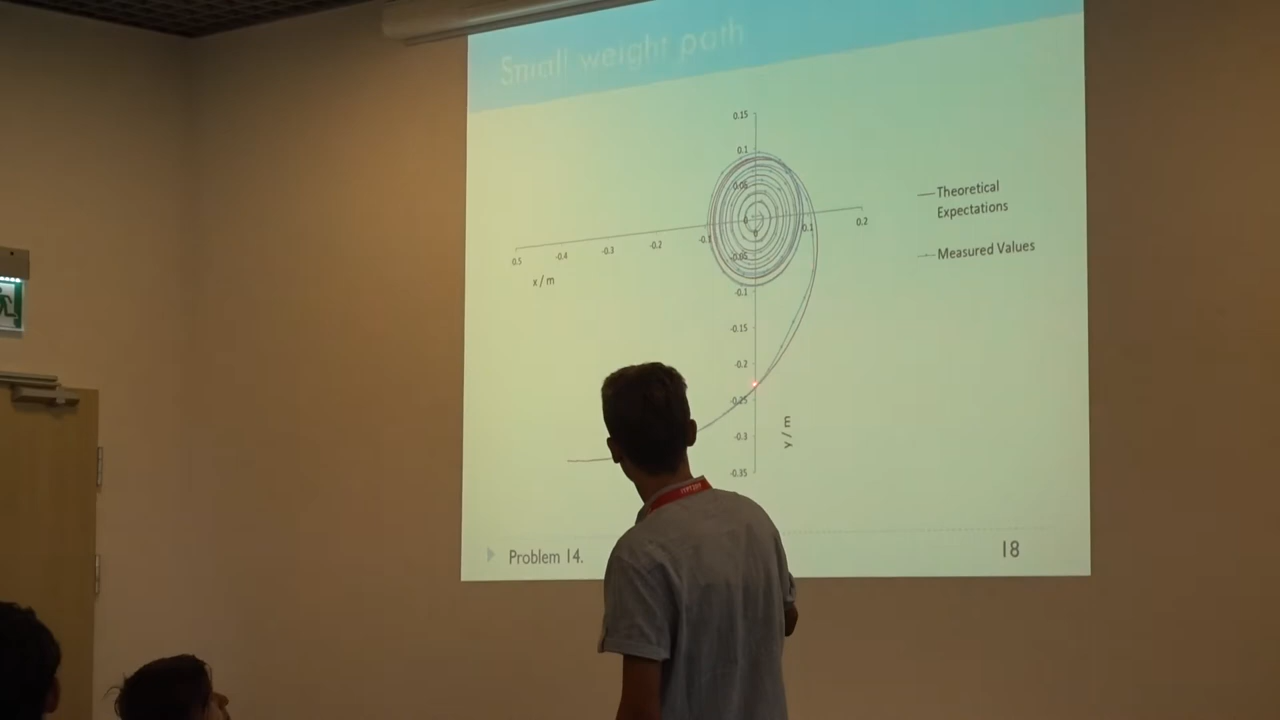 Small weight path
0.15
0.1
0.05
0
0.1
0.2
0.5
-0.4
-0.3
-0.2
-0.1
0
-0.05
x / m
-0.1
-0.15
-0.2
-0.25
-0.3
-0.35
y / m
Theoretical
Expectations
Measured Values
Problem 14.
18